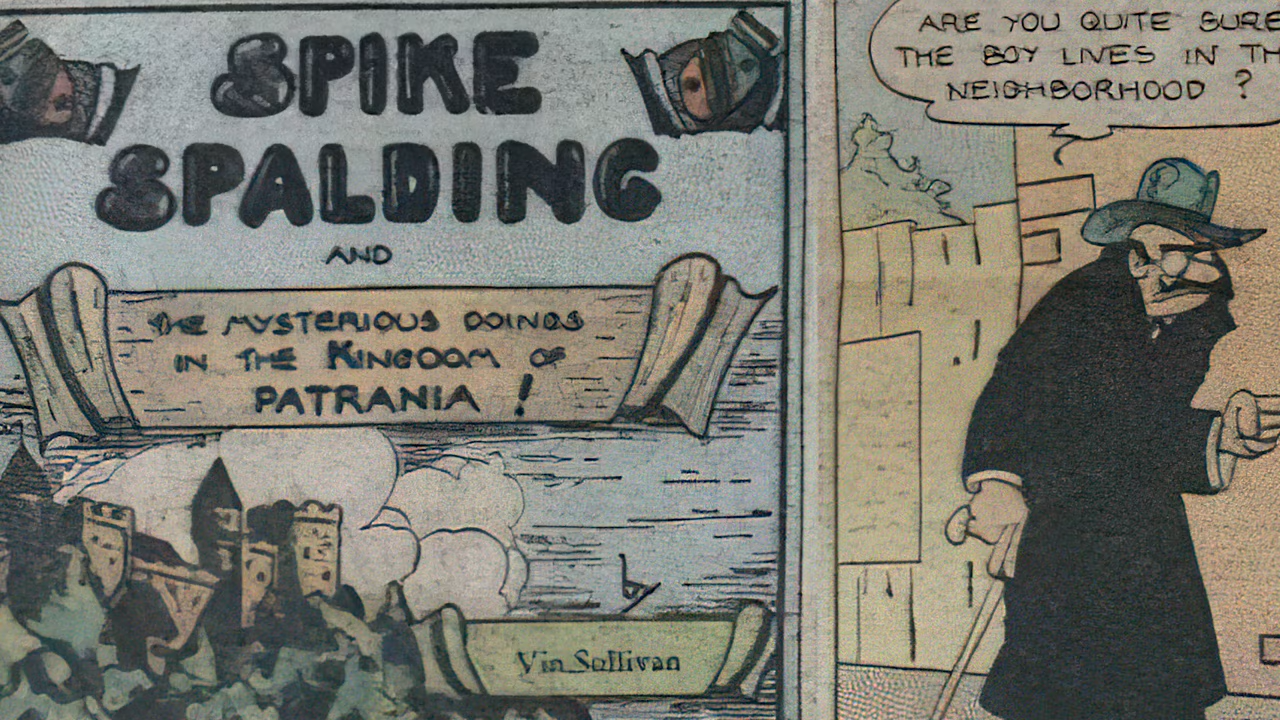 SPIKE
SPALDING
AND
THE MYSTERIOUS DOINGS
IN THE KINGDOM OF
PATRANIA !
Vin Sullivan
ARE YOU QUITE SURE
THE BOY LIVES IN TH
NEIGHBORHOOD ?